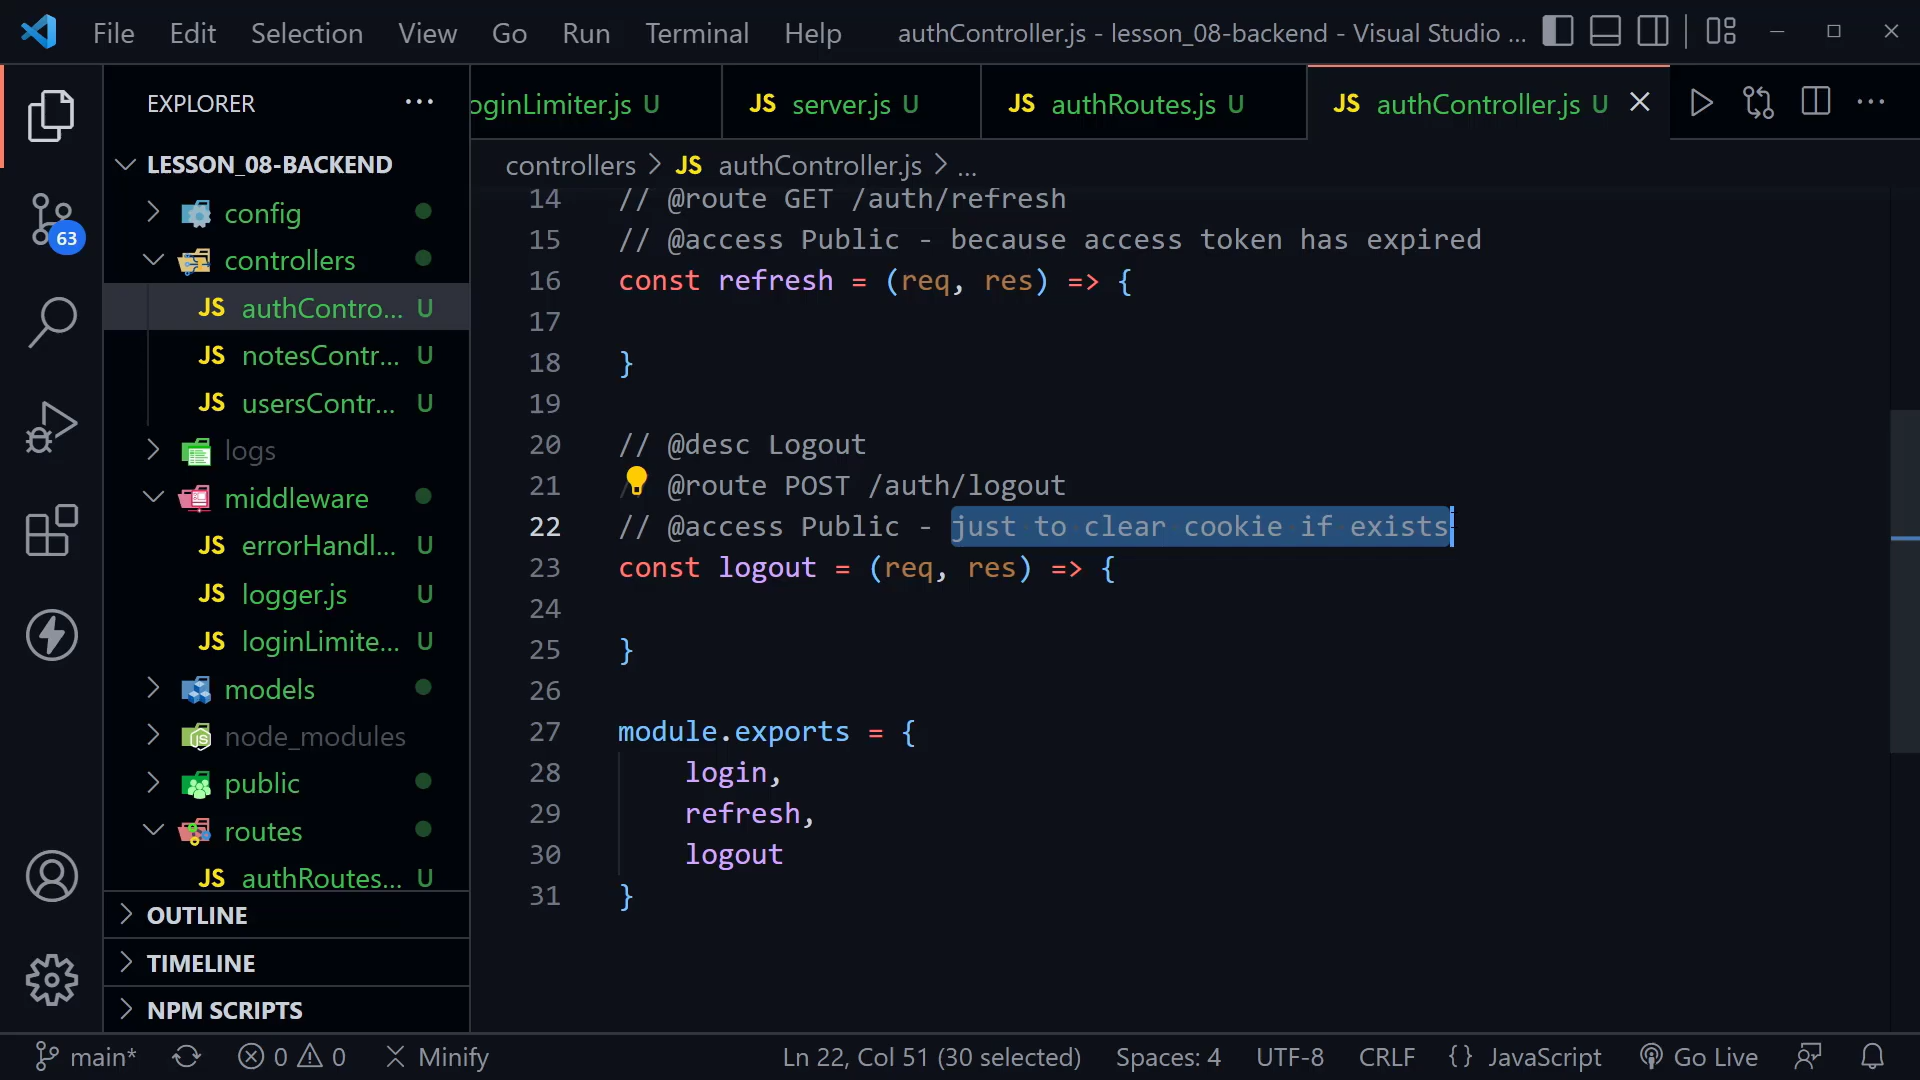 File Edit Selection View Go Run Terminal Help authController.js - lesson_08-backend - Visual Studio ...
EXPLORER ...
oginLimiter.js U JS server.js U JS authRoutes.js U JS authController.js U
controllers > JS authController.js > ...
LESSON_08-BACKEND
config
controllers
JS authContro... U
JS notesContr... U
JS usersContr... U
logs
middleware
JS errorHandl... U
JS logger.js U
JS loginLimite... U
models
node_modules
public
routes
JS authRoutes... U
OUTLINE
TIMELINE
NPM SCRIPTS
63
14 // @route GET /auth/refresh
15 // @access Public - because access token has expired
16 const refresh = (req, res) => {
17
18 }
19
20 // @desc Logout
21 // @route POST /auth/logout
22 // @access Public - just to clear cookie if exists
23 const logout = (req, res) => {
24
25 }
26
27 module.exports = {
28 login,
29 refresh,
30 logout
31 }
main* 0 0 Minify Ln 22, Col 51 (30 selected) Spaces: 4 UTF-8 CRLF {} JavaScript Go Live